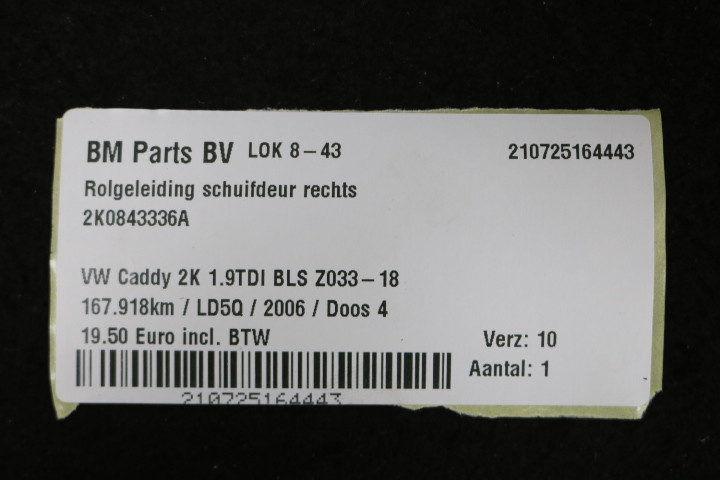 BM Parts BV LOK 8-43 210725164443
Rolgeleiding schuifdeur rechts
2K0843336A
VW Caddy 2K 1.9TDI BLS Z033-18
167.918km / LD5Q / 2006 / Doos 4
19.50 Euro incl. BTW Verz: 10
Aantal: 1
210725164443